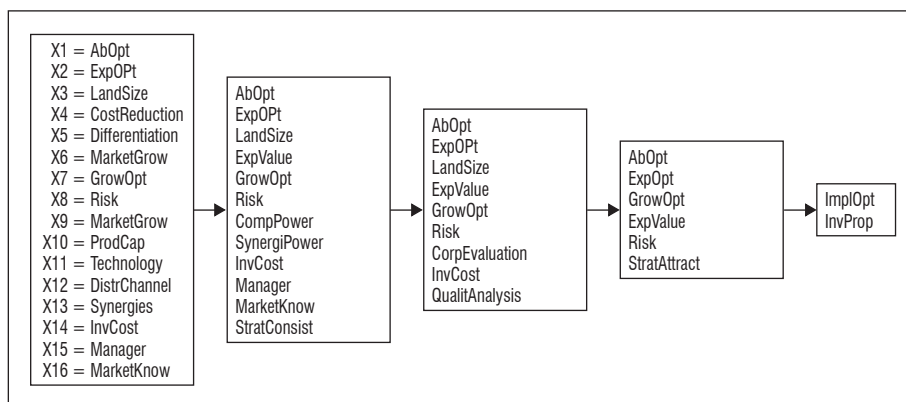 X1 = AbOpt
X2 = ExpOPt
X3 = LandSize
X4 = CostReduction
X5 = Differentiation
X6 = MarketGrow
X7 = GrowOpt
X8 = Risk
X9 = MarketGrow
X10 = ProdCap
X11 = Technology
X12 = DistrChannel
X13 = Synergies
X14 = InvCost
X15 = Manager
X16 = MarketKnow
AbOpt
ExpOPt
LandSize
ExpValue
GrowOpt
Risk
CompPower
SynergiPower
InvCost
Manager
MarketKnow
StratConsist
AbOpt
ExpOPt
LandSize
ExpValue
GrowOpt
Risk
CorpEvaluation
InvCost
QualitAnalysis
AbOpt
ExpOpt
GrowOpt
ExpValue
Risk
StratAttract
ImplOpt
InvProp